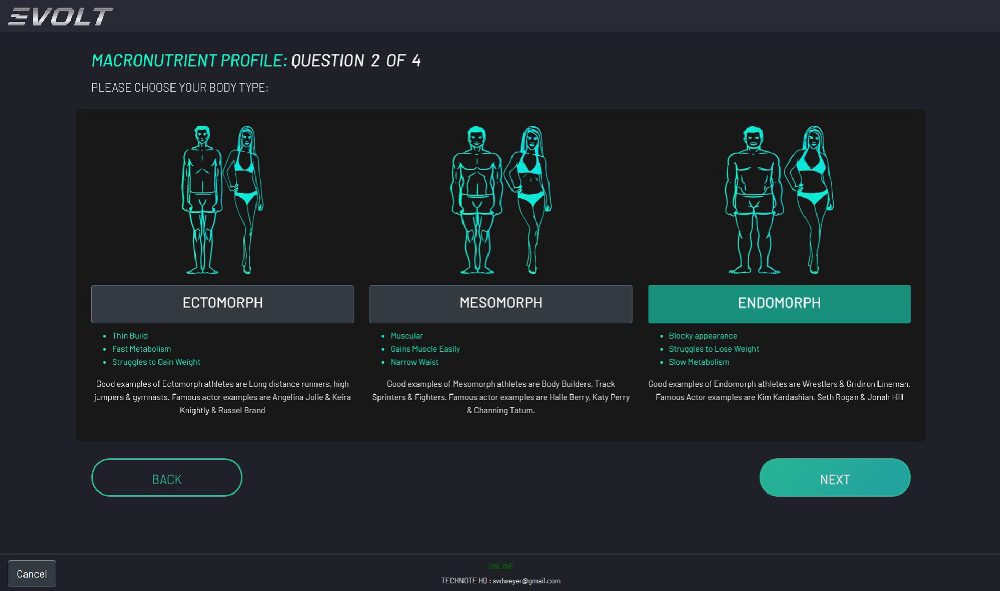 EVOLT
MACRONUTRIENT PROFILE: QUESTION 2 OF 4
PLEASE CHOOSE YOUR BODY TYPE:
ECTOMORPH
• Thin Build
• Fast Metabolism
• Struggles to Gain Weight
Good examples of Ectomorph athletes are Long distance runners, high
jumpers & gymnasts. Famous actor examples are Angelina Jolie & Keira
Knightly & Russel Brand
MESOMORPH
• Muscular
• Gains Muscle Easily
• Narrow Waist
Good examples of Mesomorph athletes are Body Builders, Track
Sprinters & Fighters. Famous actor examples are Halle Berry, Katy Perry
& Channing Tatum.
ENDOMORPH
• Blocky appearance
• Struggles to Lose Weight
• Slow Metabolism
Good examples of Endomorph athletes are Wrestlers & Gridiron Lineman.
Famous Actor examples are Kim Kardashian, Seth Rogan & Jonah Hill
BACK
NEXT
Cancel
ONLINE
TECHNOTE HQ : svdweyer@gmail.com